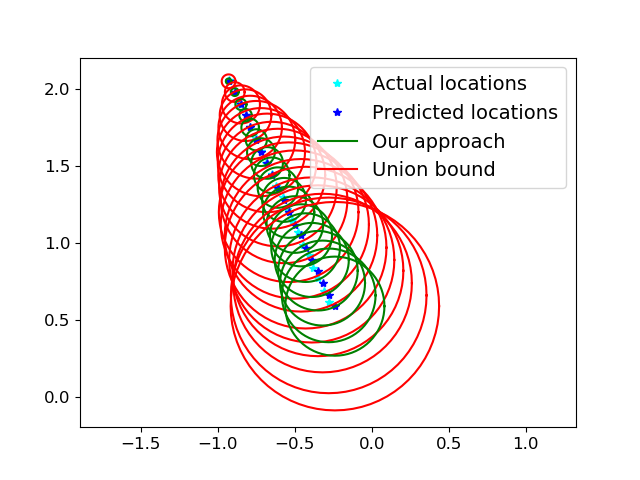 Actual locations
Predicted locations
Our approach
Union bound
2.0
1.5
1.0
0.5
0.0
−1.5 −1.0 −0.5 0.0 0.5 1.0